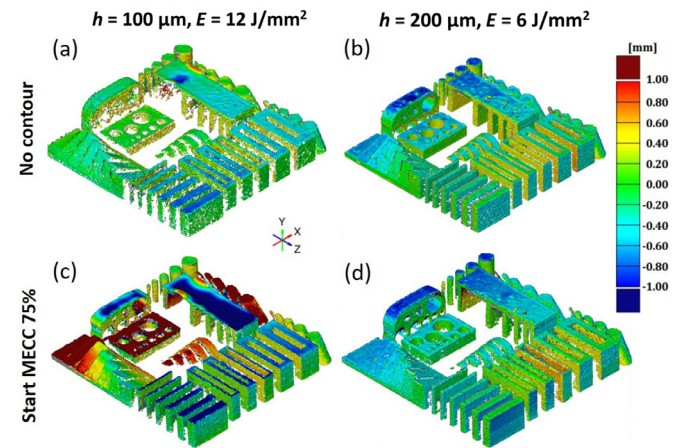 h = 100 µm, E = 12 J/mm²
h = 200 µm, E = 6 J/mm²
(a)
(b)
[mm]
1.00
0.80
0.60
0.40
0.20
0.00
-0.20
-0.40
-0.60
-0.80
-1.00
No contour
Y
X
Z
(c)
(d)
Start MECC 75%